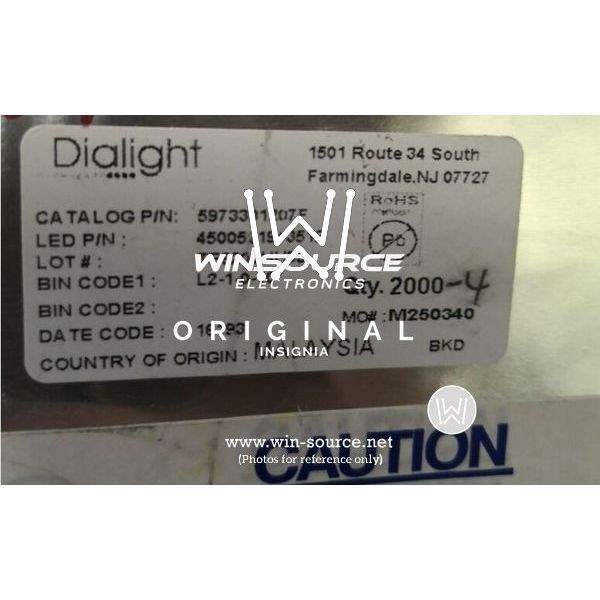 Dialight
1501 Route 34 South
Farmingdale.NJ 07727
CATALOG P/N:
RoHS
LED P/N :
Pb
LOT # :
WINSOURCE
ELECTRONICS
BIN CODE1 :
Qty. 2000-4
BIN CODE2 :
MO# : M250340
ORIGINAL
INSIGNIA
DATE CODE :
COUNTRY OF ORIGIN : MALAYSIA BKD
www.win-source.net
(Photos for reference only)
CAUTION